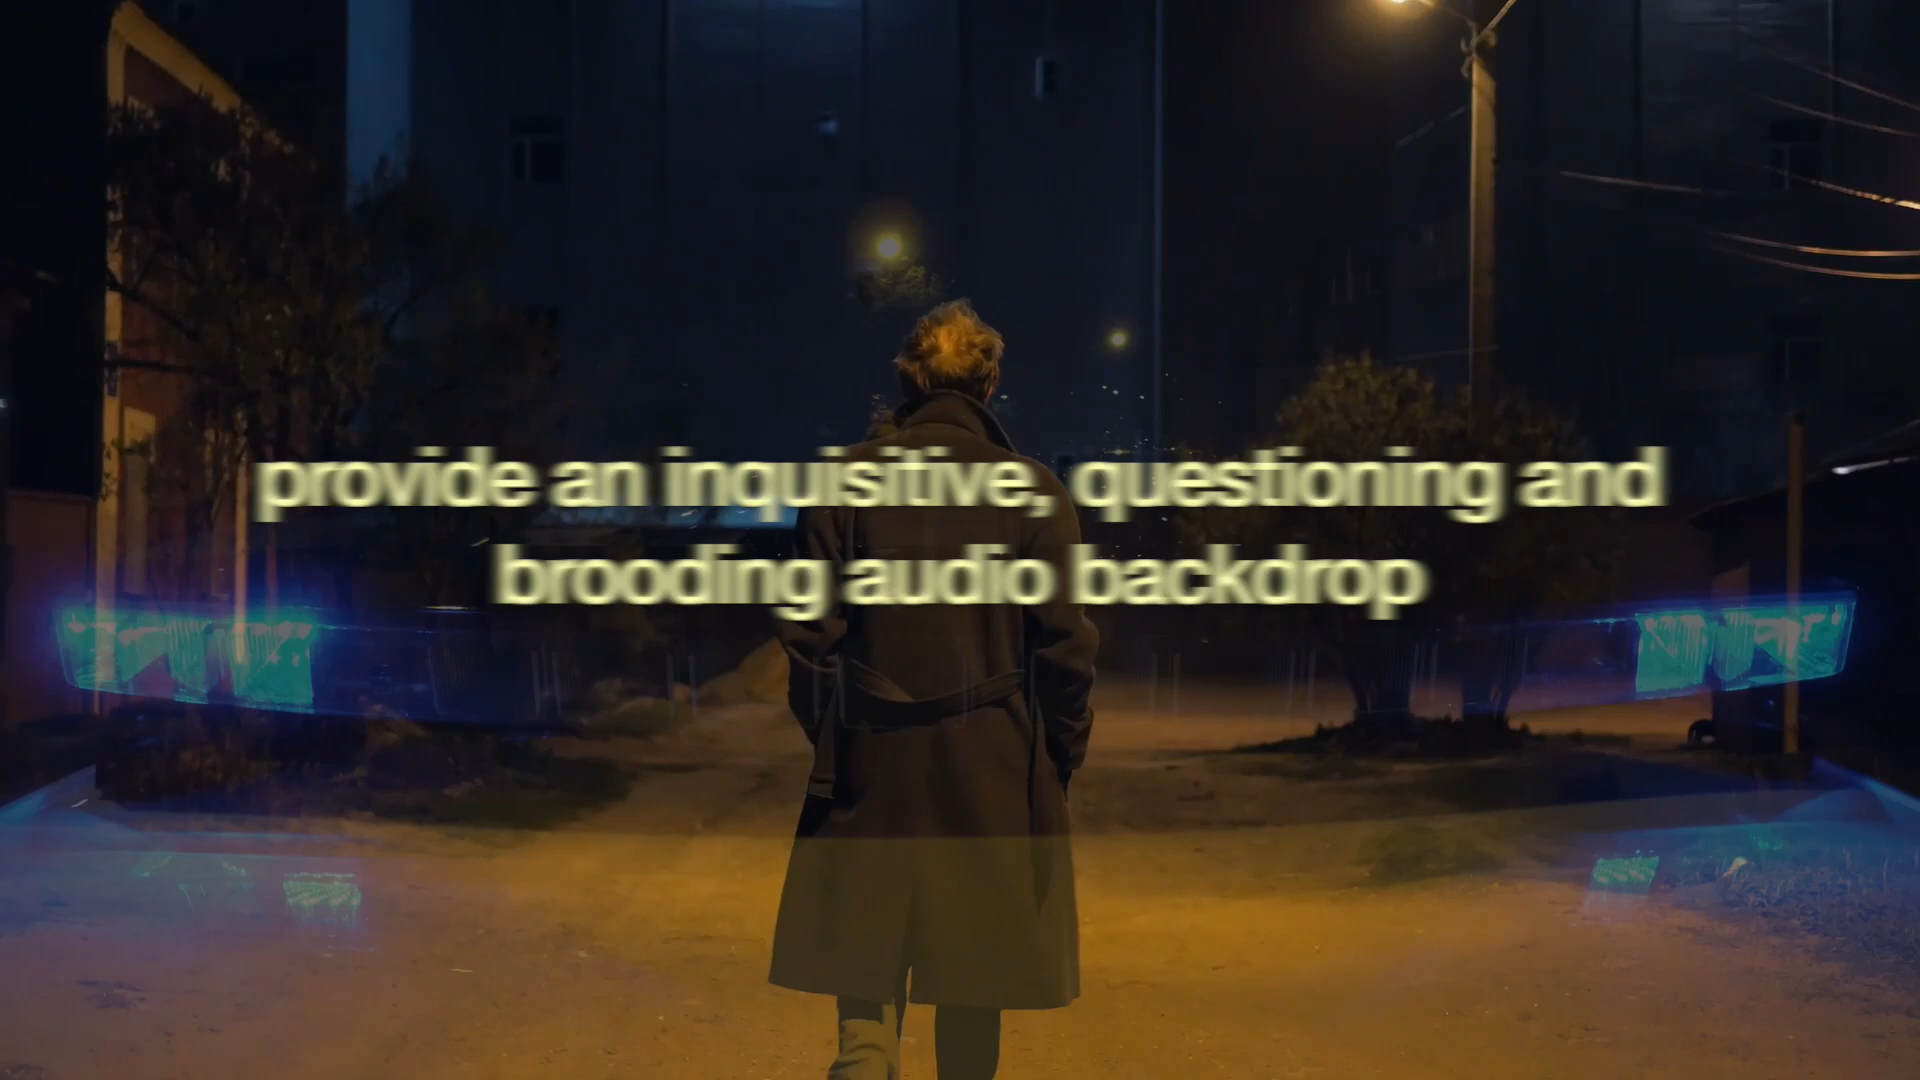 provide an inquisitive, questioning and
brooding audio backdrop